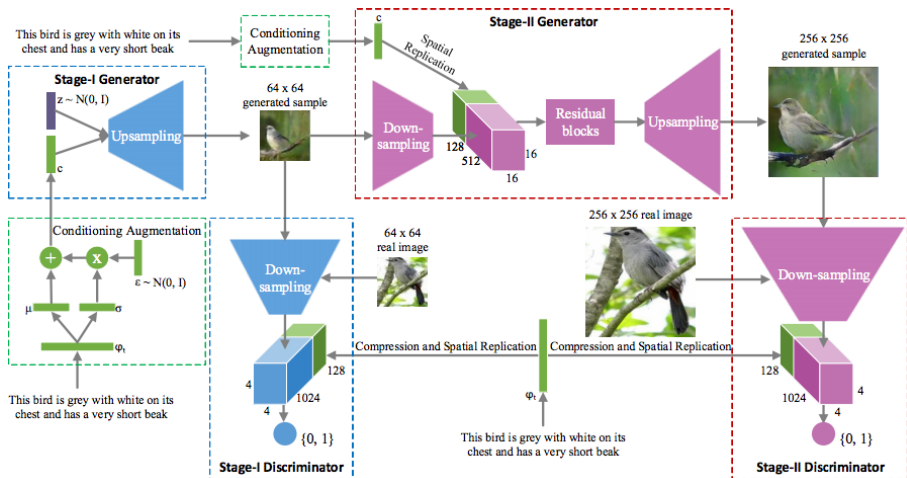 This bird is grey with white on its
chest and has a very short beak
Conditioning
Augmentation
c
Stage-II Generator
Spatial
Replication
256 x 256
generated sample
Stage-I Generator
z ~ N(0, I)
Upsampling
c
64 x 64
generated sample
Down-
sampling
128
512
16
16
Residual
blocks
Upsampling
Conditioning Augmentation
+
x
ε ~ N(0, I)
μ
σ
φt
This bird is grey with white on its
chest and has a very short beak
Down-
sampling
64 x 64
real image
256 x 256 real image
Down-sampling
Compression and Spatial Replication
Compression and Spatial Replication
128
4
1024
4
{0, 1}
Stage-I Discriminator
φt
This bird is grey with white on its
chest and has a very short beak
128
1024
4
4
{0, 1}
Stage-II Discriminator